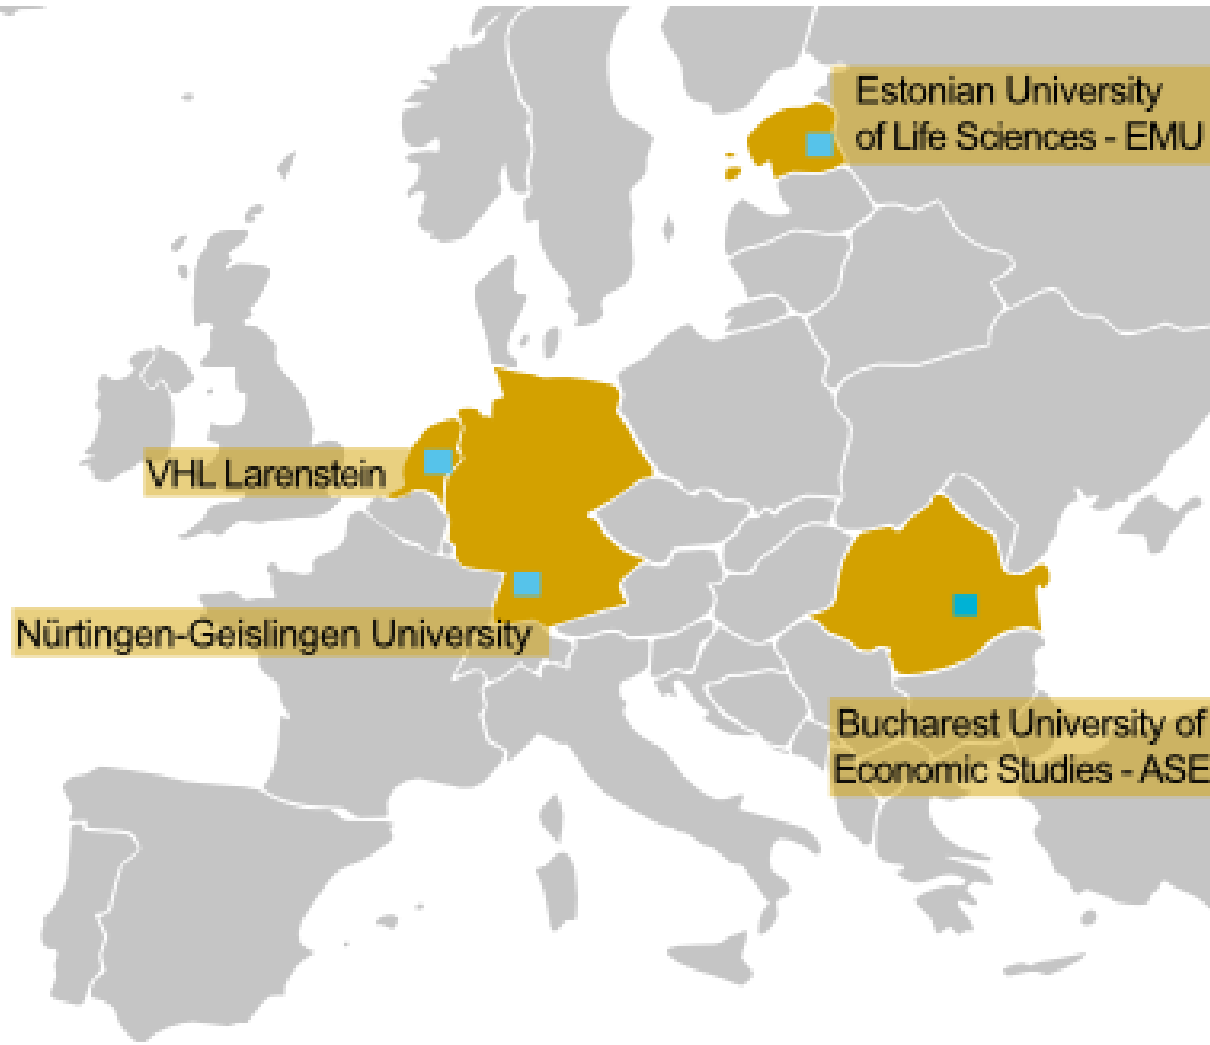 Estonian University
of Life Sciences - EMU
VHL Larenstein
Nürtingen-Geislingen University
Bucharest University of
Economic Studies - ASE